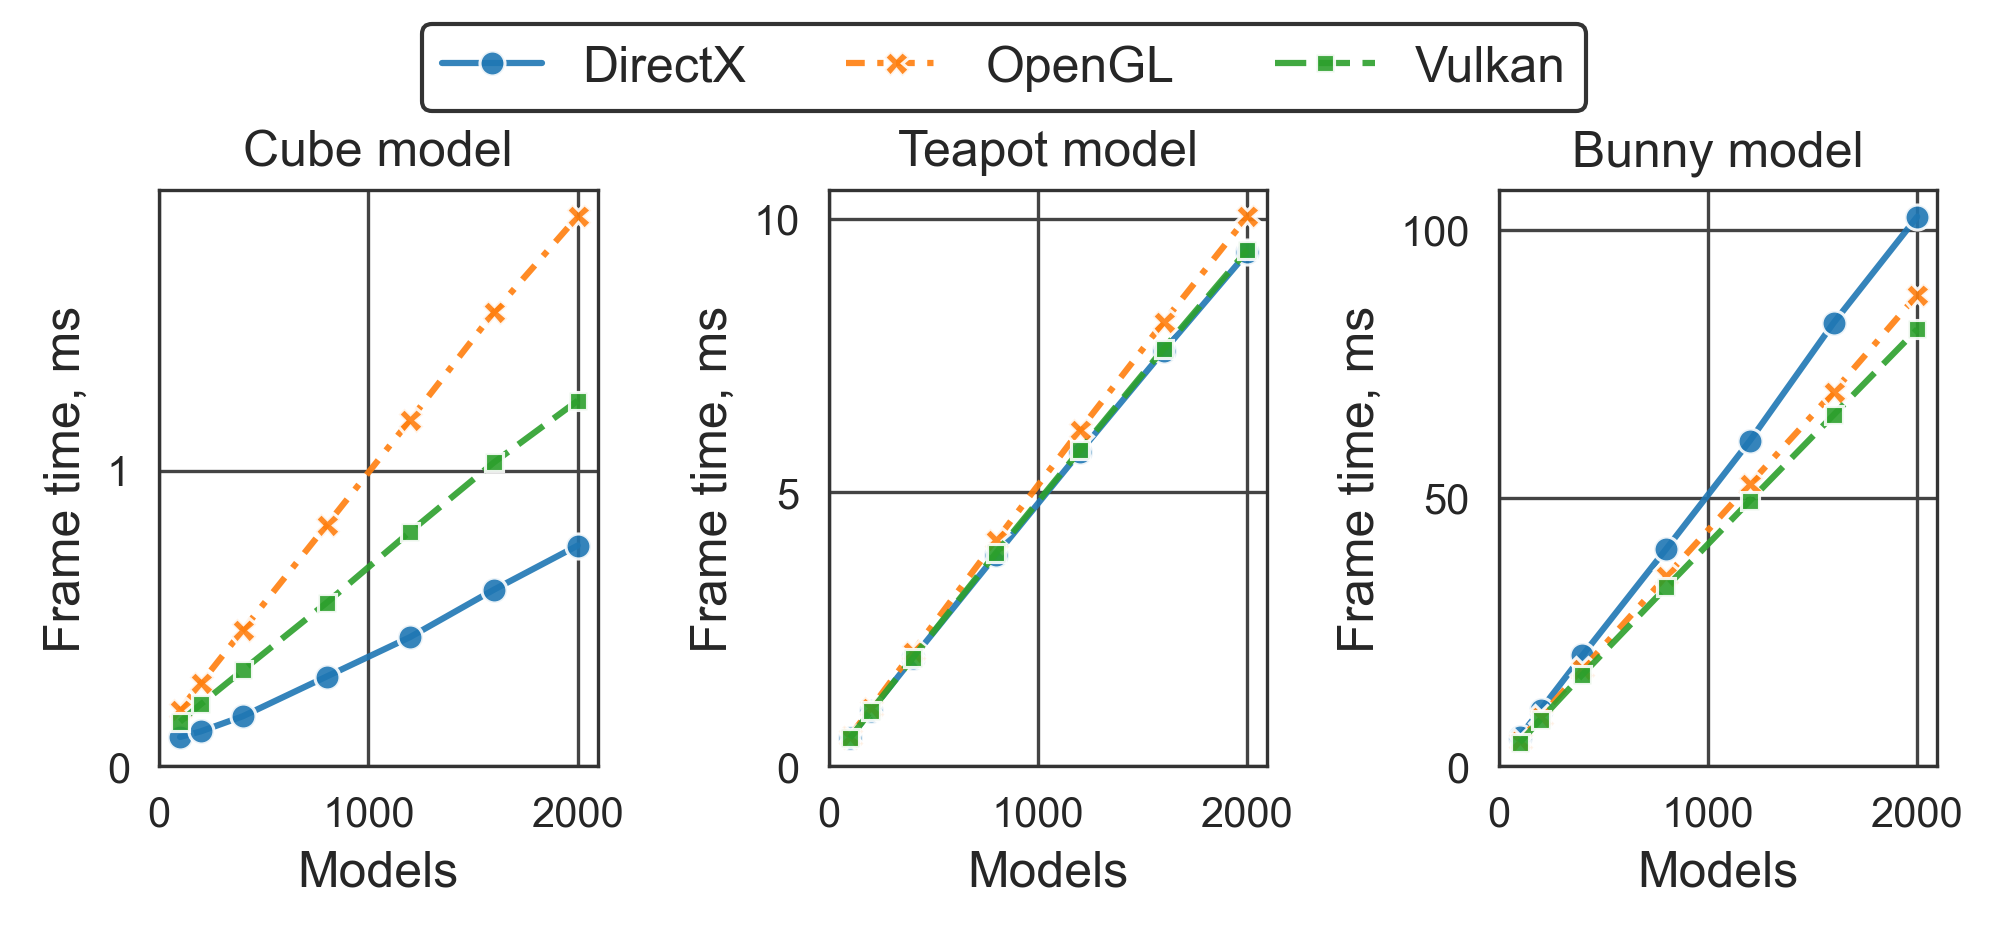 DirectX OpenGL Vulkan
Cube model
Frame time, ms
1
0
0 1000 2000
Models
Teapot model
Frame time, ms
10
5
0
0 1000 2000
Models
Bunny model
Frame time, ms
100
50
0
0 1000 2000
Models